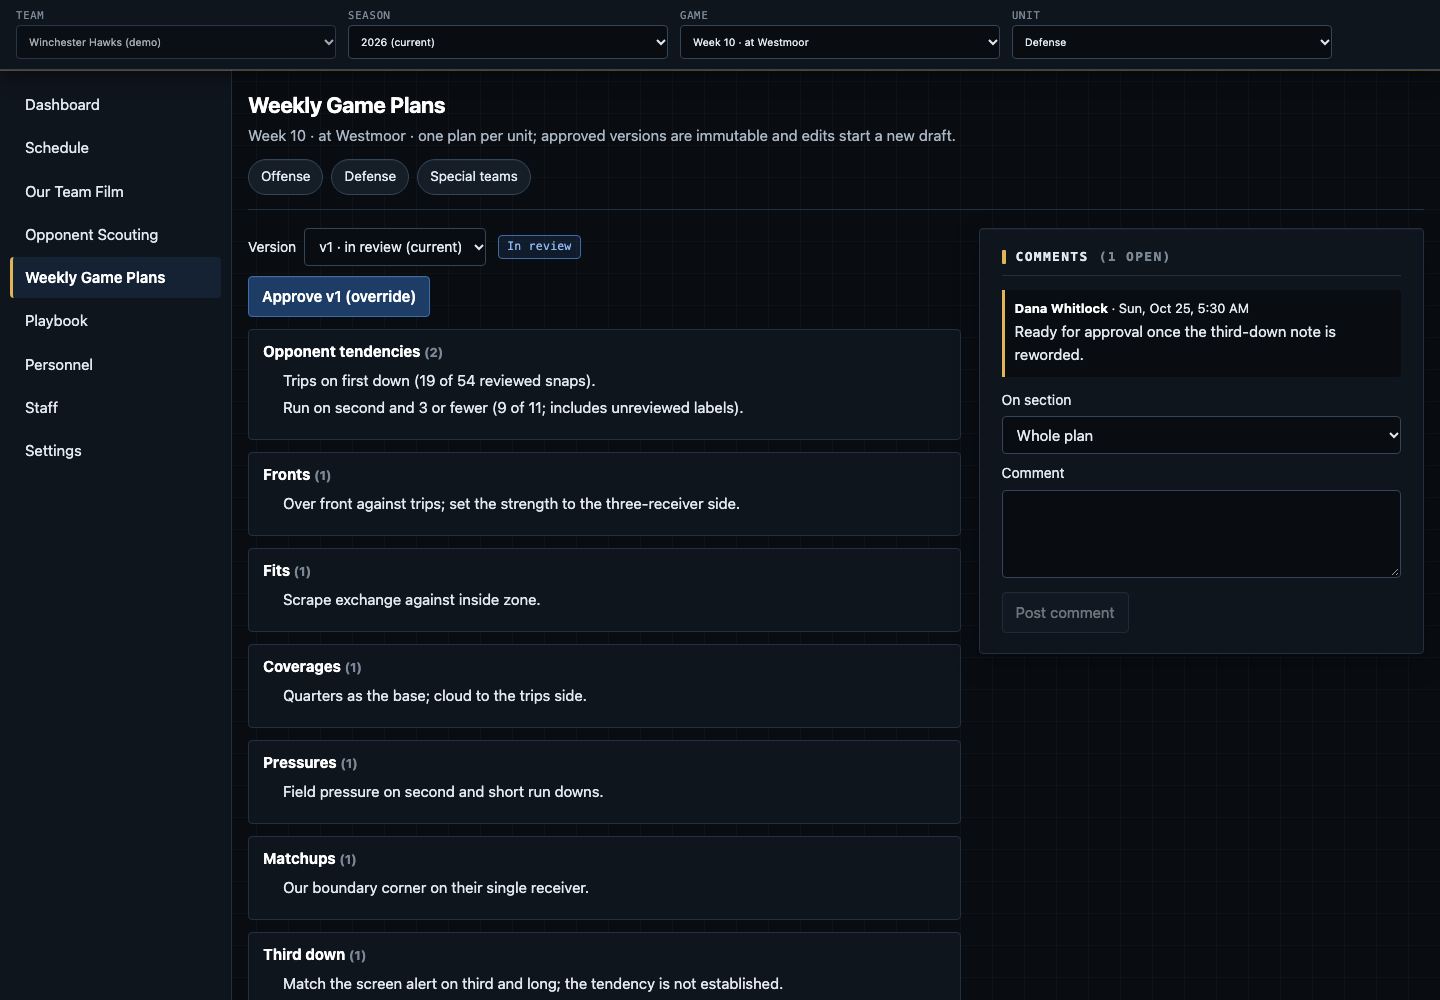 TEAM
Winchester Hawks (demo)
SEASON
2026 (current)
GAME
Week 10 · at Westmoor
UNIT
Defense
Dashboard
Schedule
Our Team Film
Opponent Scouting
Weekly Game Plans
Playbook
Personnel
Staff
Settings
Weekly Game Plans
Week 10 · at Westmoor · one plan per unit; approved versions are immutable and edits start a new draft.
Offense
Defense
Special teams
Version
v1 · in review (current)
In review
Approve v1 (override)
Opponent tendencies (2)
Trips on first down (19 of 54 reviewed snaps).
Run on second and 3 or fewer (9 of 11; includes unreviewed labels).
Fronts (1)
Over front against trips; set the strength to the three-receiver side.
Fits (1)
Scrape exchange against inside zone.
Coverages (1)
Quarters as the base; cloud to the trips side.
Pressures (1)
Field pressure on second and short run downs.
Matchups (1)
Our boundary corner on their single receiver.
Third down (1)
Match the screen alert on third and long; the tendency is not established.
COMMENTS (1 OPEN)
Dana Whitlock · Sun, Oct 25, 5:30 AM
Ready for approval once the third-down note is
reworded.
On section
Whole plan
Comment
Post comment